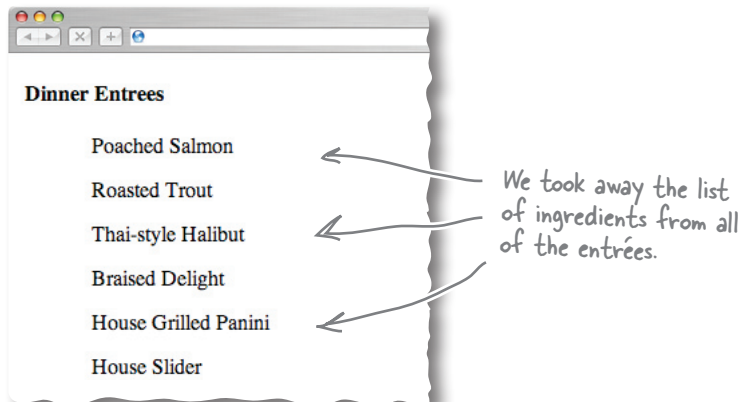 Dinner Entrees
Poached Salmon
Roasted Trout
Thai-style Halibut
Braised Delight
House Grilled Panini
House Slider
We took away the list
of ingredients from all
of the entrées.